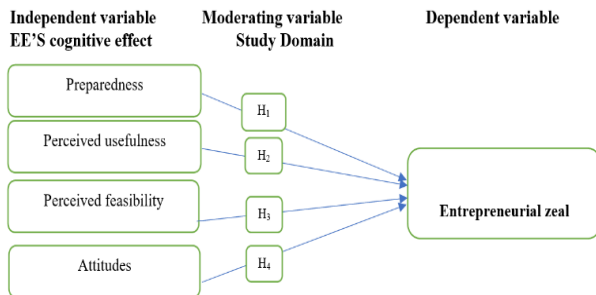 Independent variable
EE'S cognitive effect
Moderating variable
Study Domain
Dependent variable
Preparedness
H1
Perceived usefulness
H2
Perceived feasibility
H3
Entrepreneurial zeal
Attitudes
H4